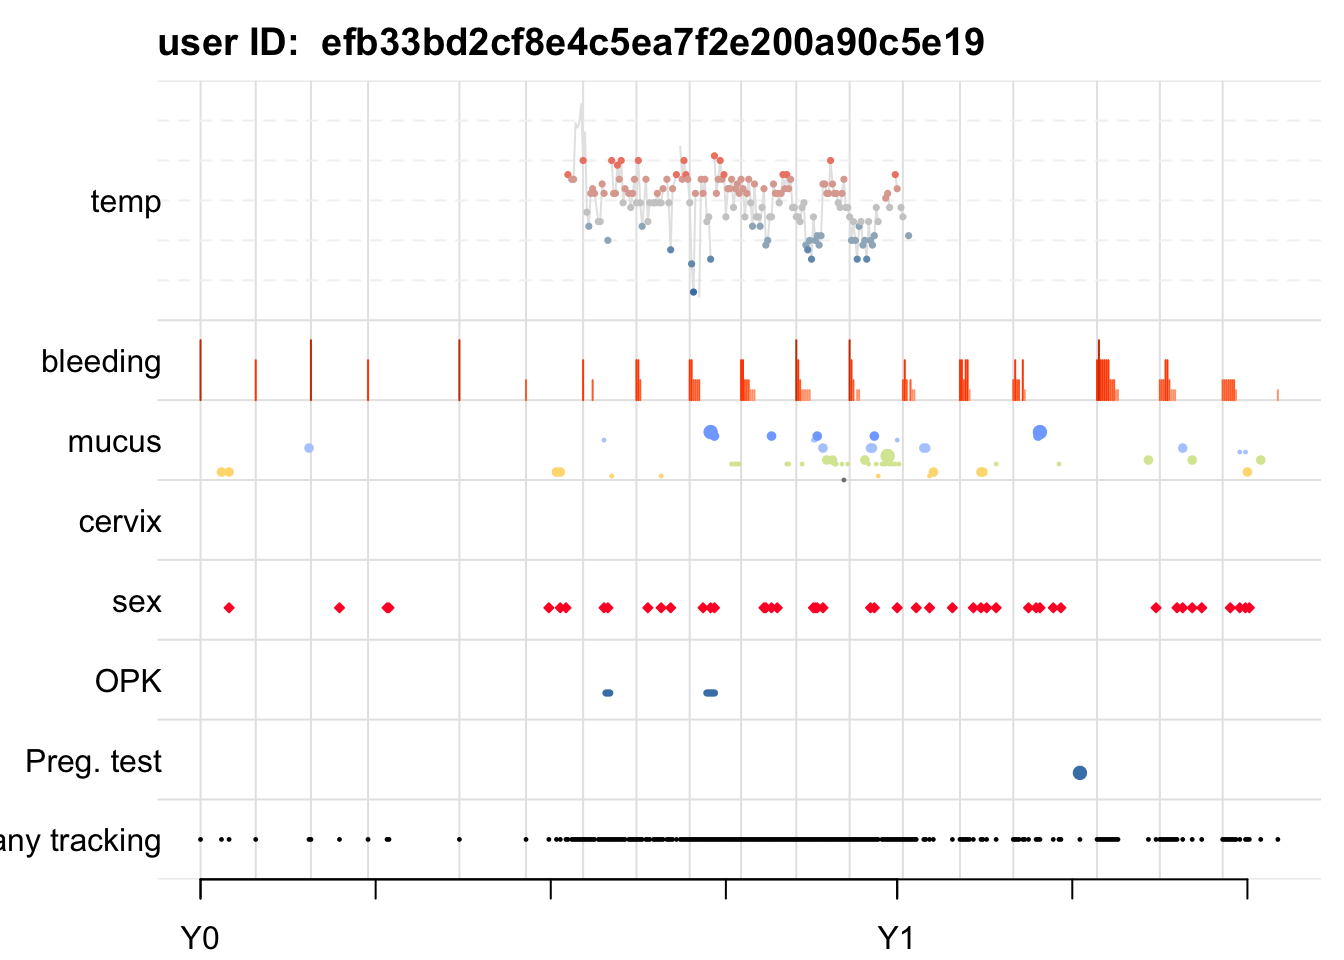 user ID:  efb33bd2cf8e4c5ea7f2e200a90c5e19
temp
bleeding
mucus
cervix
sex
OPK
Preg. test
any tracking
Y0 Y1